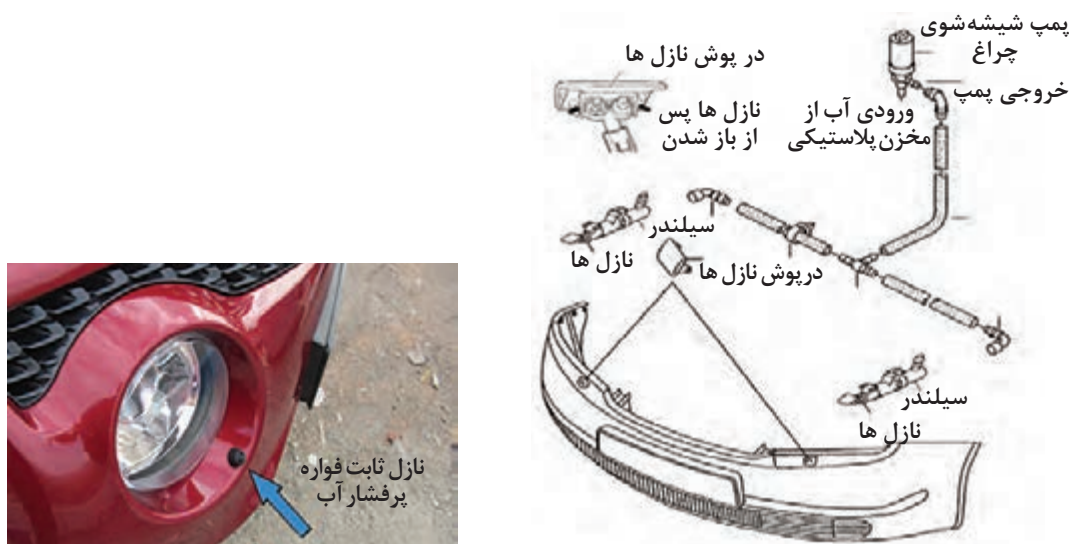 پمپ شیشه‌شوی
چراغ
خروجی پمپ
در پوش نازل ها
نازل ها پس
از باز شدن
ورودی آب از
مخزن پلاستیکی
سیلندر
نازل ها
درپوش نازل ها
سیلندر
نازل ها
نازل ثابت فواره
پرفشار آب